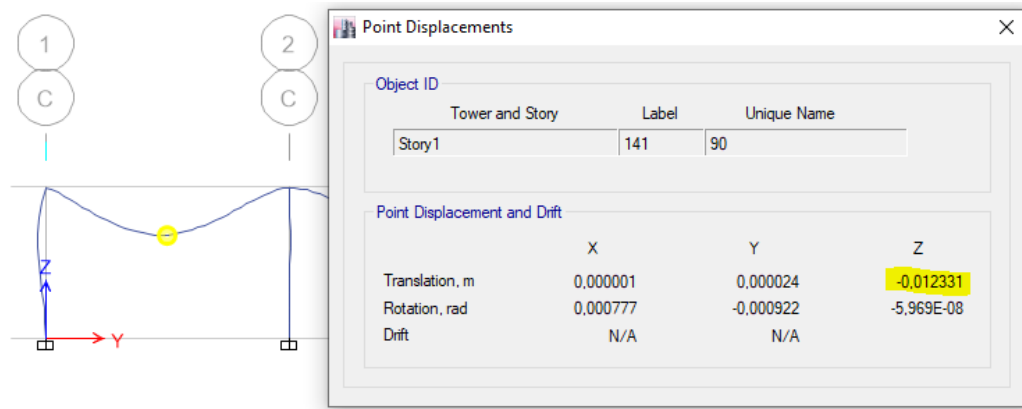 1
2
C
C
Z
Y
Point Displacements
Object ID
Tower and Story Label Unique Name
Story1 141 90
Point Displacement and Drift
X Y Z
Translation, m 0,000001 0,000024 -0,012331
Rotation, rad 0,000777 -0,000922 -5,969E-08
Drift N/A N/A